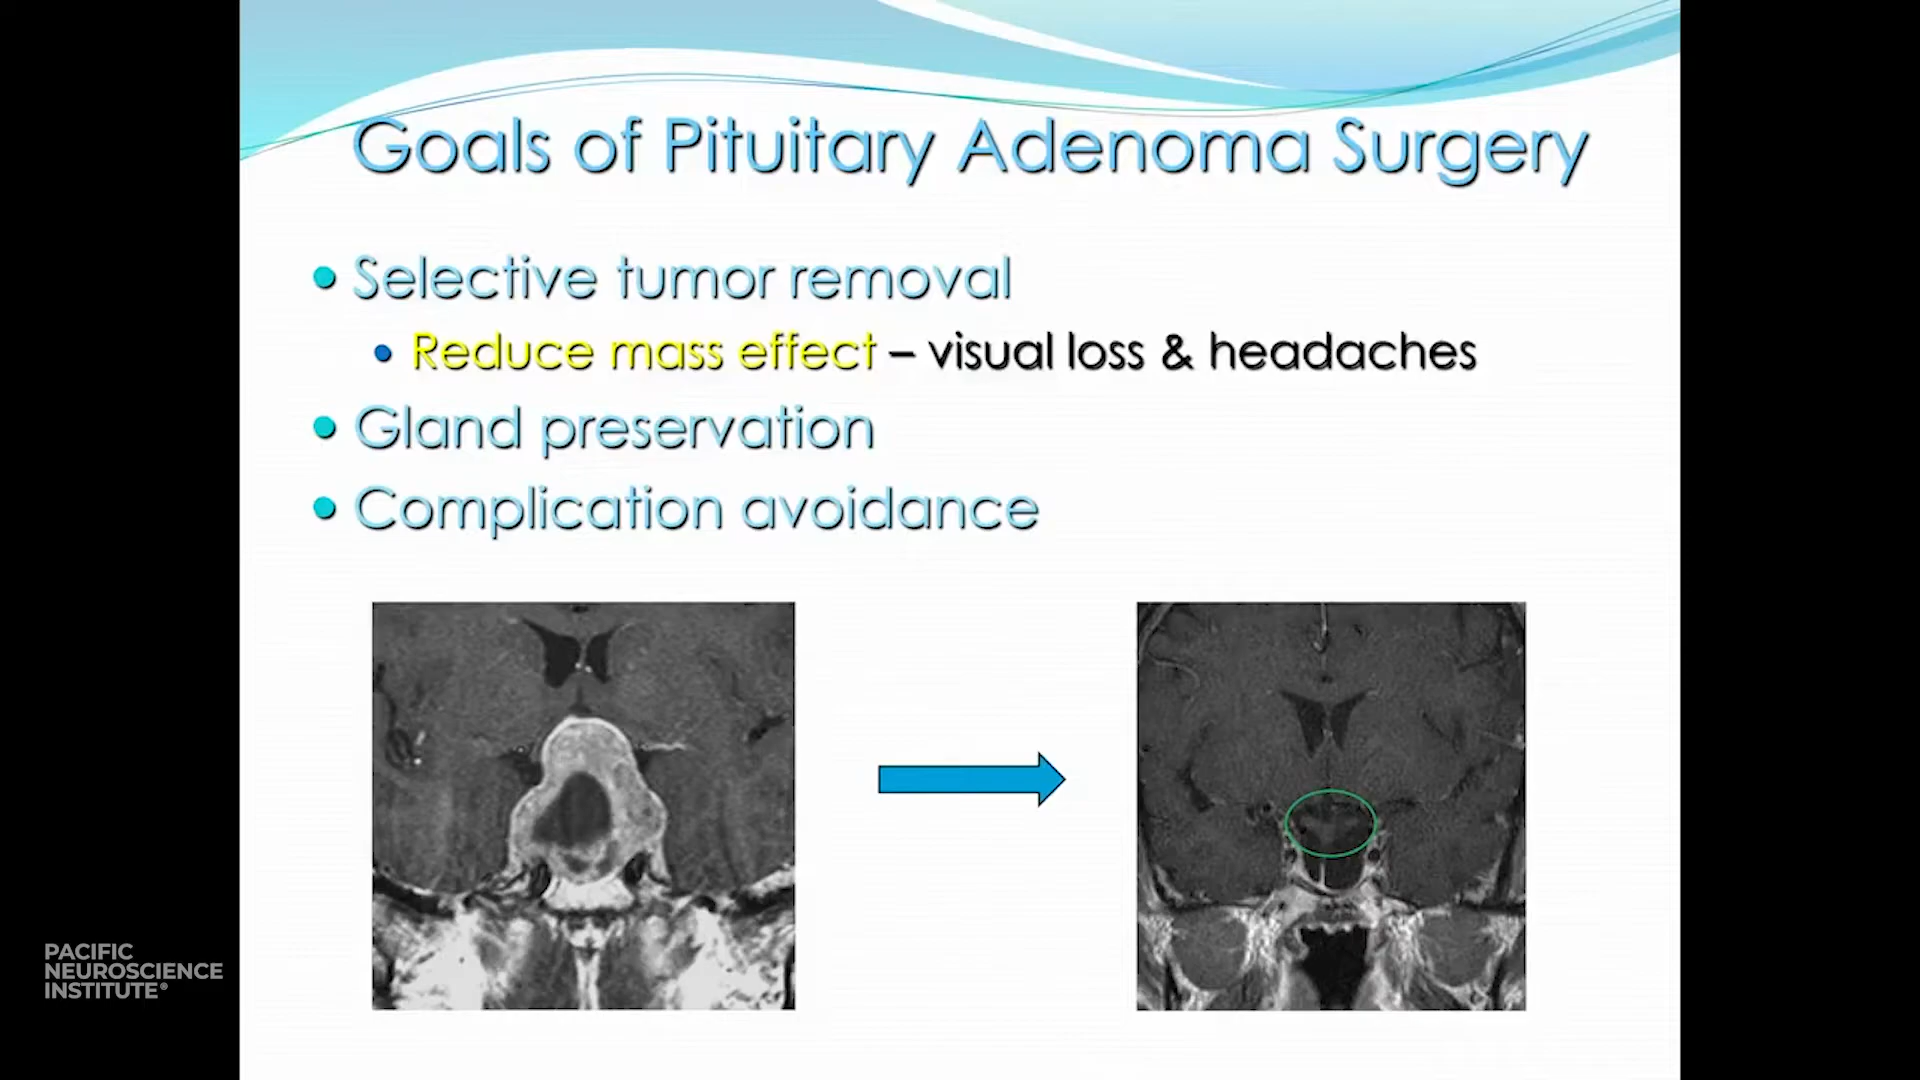 Goals of Pituitary Adenoma Surgery
• Selective tumor removal
• Reduce mass effect – visual loss & headaches
• Gland preservation
• Complication avoidance
PACIFIC
NEUROSCIENCE
INSTITUTE®